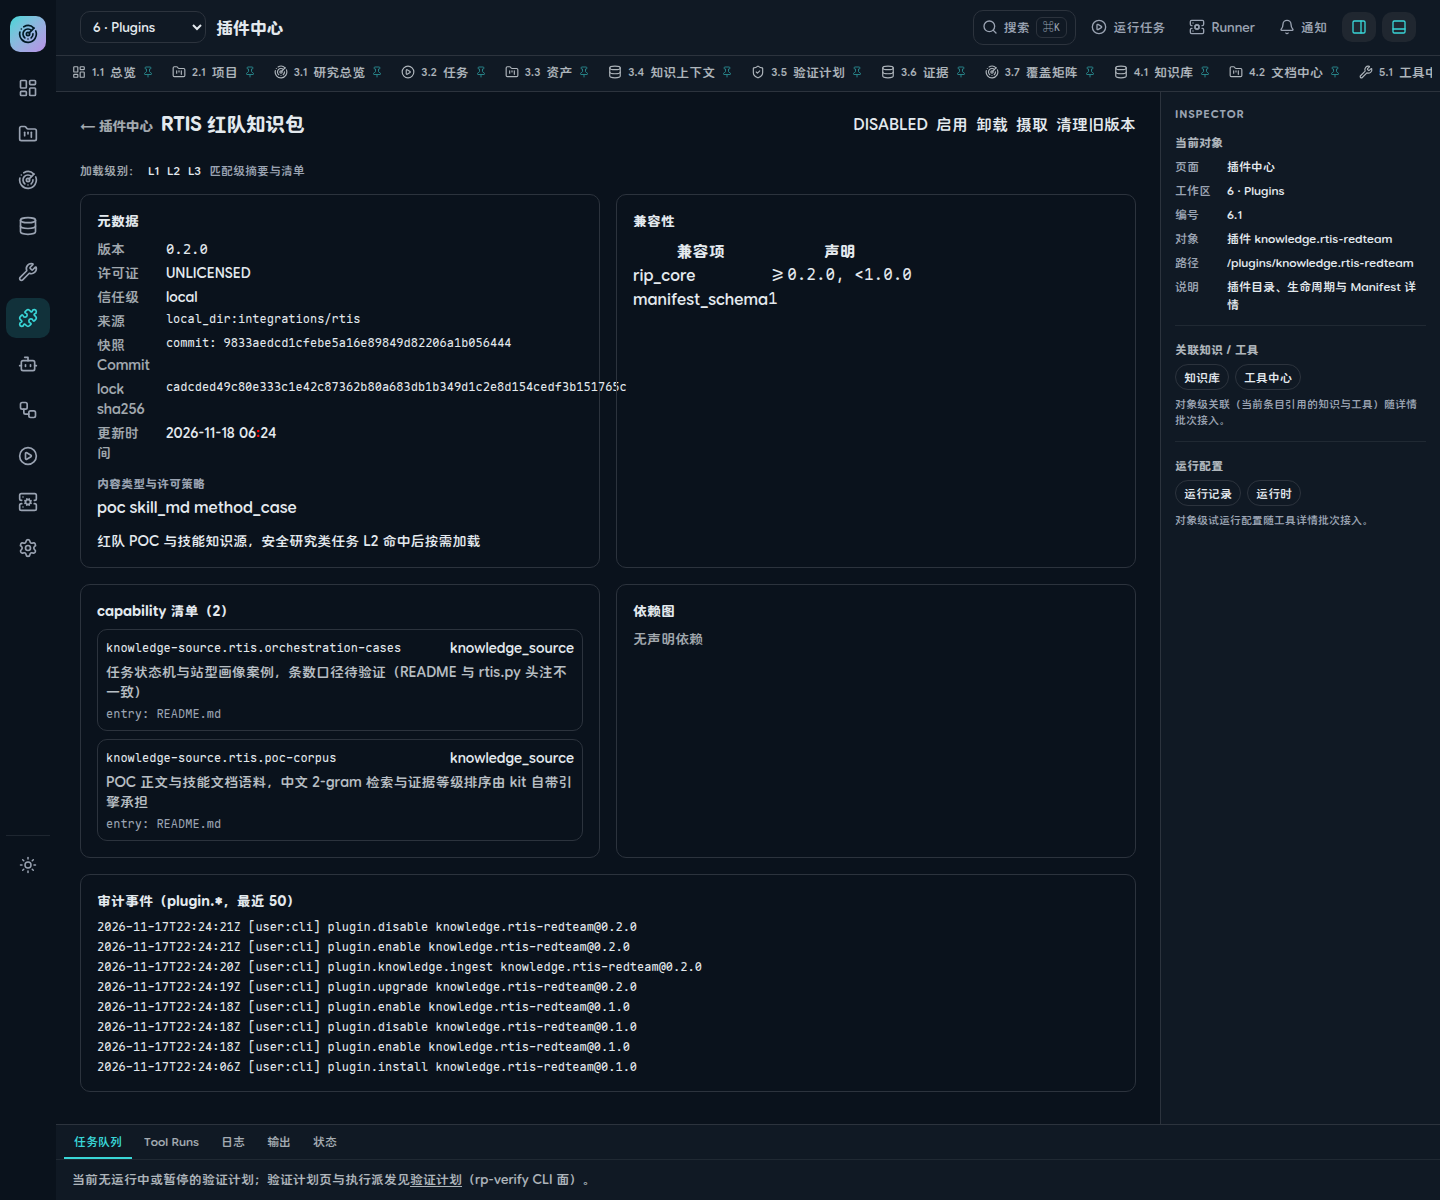 6 · Plugins
插件中心
搜索 ⌘K
运行任务
Runner
通知
1.1 总览
2.1 项目
3.1 研究总览
3.2 任务
3.3 资产
3.4 知识上下文
3.5 验证计划
3.6 证据
3.7 覆盖矩阵
4.1 知识库
4.2 文档中心
5.1 工具中
← 插件中心 RTIS 红队知识包
DISABLED 启用 卸载 摄取 清理旧版本
加载级别： L1 L2 L3 匹配级摘要与清单
元数据
版本 0.2.0
许可证 UNLICENSED
信任级 local
来源 local_dir:integrations/rtis
快照 Commit commit: 9833aedcd1cfebe5a16e89849d82206a1b056444
lock sha256 cadcded49c80e333c1e42c87362b80a683db1b349d1c2e8d154cedf3b151765c
更新时间 2026-11-18 06:24
内容类型与许可策略
poc skill_md method_case
红队 POC 与技能知识源，安全研究类任务 L2 命中后按需加载
兼容性
兼容项 声明
rip_core ≥0.2.0, <1.0.0
manifest_schema 1
capability 清单（2）
knowledge-source.rtis.orchestration-cases knowledge_source
任务状态机与站型画像案例，条数口径待验证（README 与 rtis.py 头注不
一致）
entry: README.md
knowledge-source.rtis.poc-corpus knowledge_source
POC 正文与技能文档语料，中文 2-gram 检索与证据等级排序由 kit 自带引
擎承担
entry: README.md
依赖图
无声明依赖
审计事件（plugin.*，最近 50）
2026-11-17T22:24:21Z [user:cli] plugin.disable knowledge.rtis-redteam@0.2.0
2026-11-17T22:24:21Z [user:cli] plugin.enable knowledge.rtis-redteam@0.2.0
2026-11-17T22:24:20Z [user:cli] plugin.knowledge.ingest knowledge.rtis-redteam@0.2.0
2026-11-17T22:24:19Z [user:cli] plugin.upgrade knowledge.rtis-redteam@0.2.0
2026-11-17T22:24:18Z [user:cli] plugin.enable knowledge.rtis-redteam@0.1.0
2026-11-17T22:24:18Z [user:cli] plugin.disable knowledge.rtis-redteam@0.1.0
2026-11-17T22:24:18Z [user:cli] plugin.enable knowledge.rtis-redteam@0.1.0
2026-11-17T22:24:06Z [user:cli] plugin.install knowledge.rtis-redteam@0.1.0
INSPECTOR
当前对象
页面 插件中心
工作区 6 · Plugins
编号 6.1
对象 插件 knowledge.rtis-redteam
路径 /plugins/knowledge.rtis-redteam
说明 插件目录、生命周期与 Manifest 详
情
关联知识 / 工具
知识库 工具中心
对象级关联（当前条目引用的知识与工具）随详情
批次接入。
运行配置
运行记录 运行时
对象级试运行配置随工具详情批次接入。
任务队列 Tool Runs 日志 输出 状态
当前无运行中或暂停的验证计划；验证计划页与执行派发见验证计划（rp-verify CLI 面）。